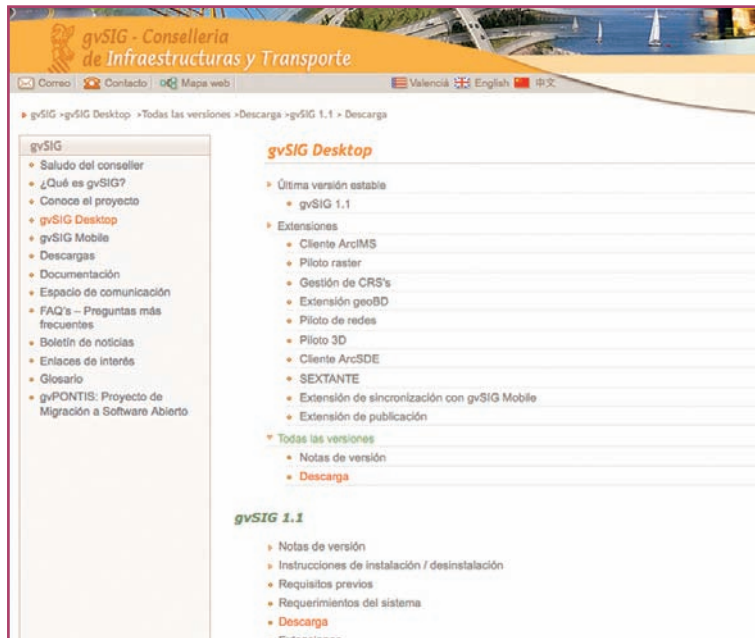 gvSIG - Conselleria
de Infraestructuras y Transporte
Correo Contacto Mapa web Valencià English 中文
gvSIG >gvSIG Desktop >Todas las versiones >Descarga >gvSIG 1.1 > Descarga
gvSIG
Saludo del conseller
¿Qué es gvSIG?
Conoce el proyecto
gvSIG Desktop
gvSIG Mobile
Descargas
Documentación
Espacio de comunicación
FAQ's – Preguntas más
frecuentes
Boletín de noticias
Enlaces de interés
Glosario
gvPONTIS: Proyecto de
Migración a Software Abierto
gvSIG Desktop
Última versión estable
gvSIG 1.1
Extensiones
Cliente ArcIMS
Piloto raster
Gestión de CRS's
Extensión geoBD
Piloto de redes
Piloto 3D
Cliente ArcSDE
SEXTANTE
Extensión de sincronización con gvSIG Mobile
Extensión de publicación
Todas las versiones
Notas de versión
Descarga
gvSIG 1.1
Notas de versión
Instrucciones de instalación / desinstalación
Requisitos previos
Requerimientos del sistema
Descarga